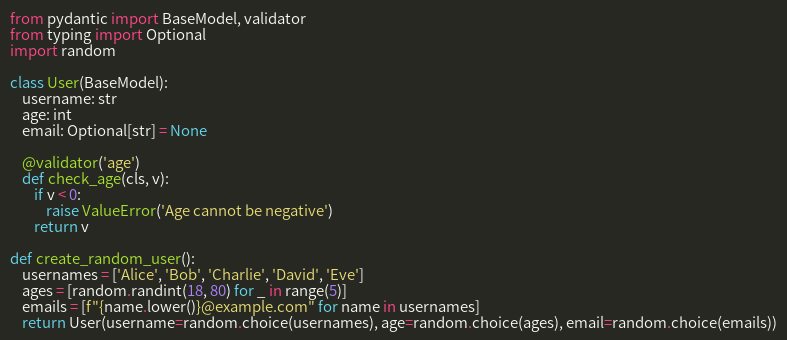 from pydantic import BaseModel, validator
from typing import Optional
import random

class User(BaseModel):
    username: str
    age: int
    email: Optional[str] = None

    @validator('age')
    def check_age(cls, v):
        if v < 0:
            raise ValueError('Age cannot be negative')
        return v

def create_random_user():
    usernames = ['Alice', 'Bob', 'Charlie', 'David', 'Eve']
    ages = [random.randint(18, 80) for _ in range(5)]
    emails = [f"{name.lower()}@example.com" for name in usernames]
    return User(username=random.choice(usernames), age=random.choice(ages), email=random.choice(emails))